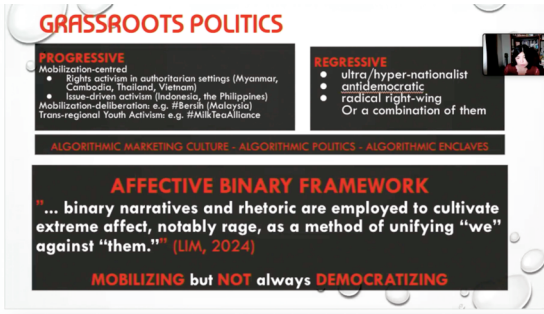 GRASSROOTS POLITICS
PROGRESSIVE
Mobilization-centred
● Rights activism in authoritarian settings (Myanmar,
Cambodia, Thailand, Vietnam)
● Issue-driven activism (Indonesia, the Philippines)
Mobilization-deliberation: e.g. #Bersih (Malaysia)
Trans-regional Youth Activism: e.g. #MilkTeaAlliance
REGRESSIVE
● ultra/hyper-nationalist
● antidemocratic
● radical right-wing
Or a combination of them
ALGORITHMIC MARKETING CULTURE - ALGORITHMIC POLITICS - ALGORITHMIC ENCLAVES
AFFECTIVE BINARY FRAMEWORK
"... binary narratives and rhetoric are employed to cultivate
extreme affect, notably rage, as a method of unifying “we”
against “them.”" (LIM, 2024)
MOBILIZING but NOT always DEMOCRATIZING